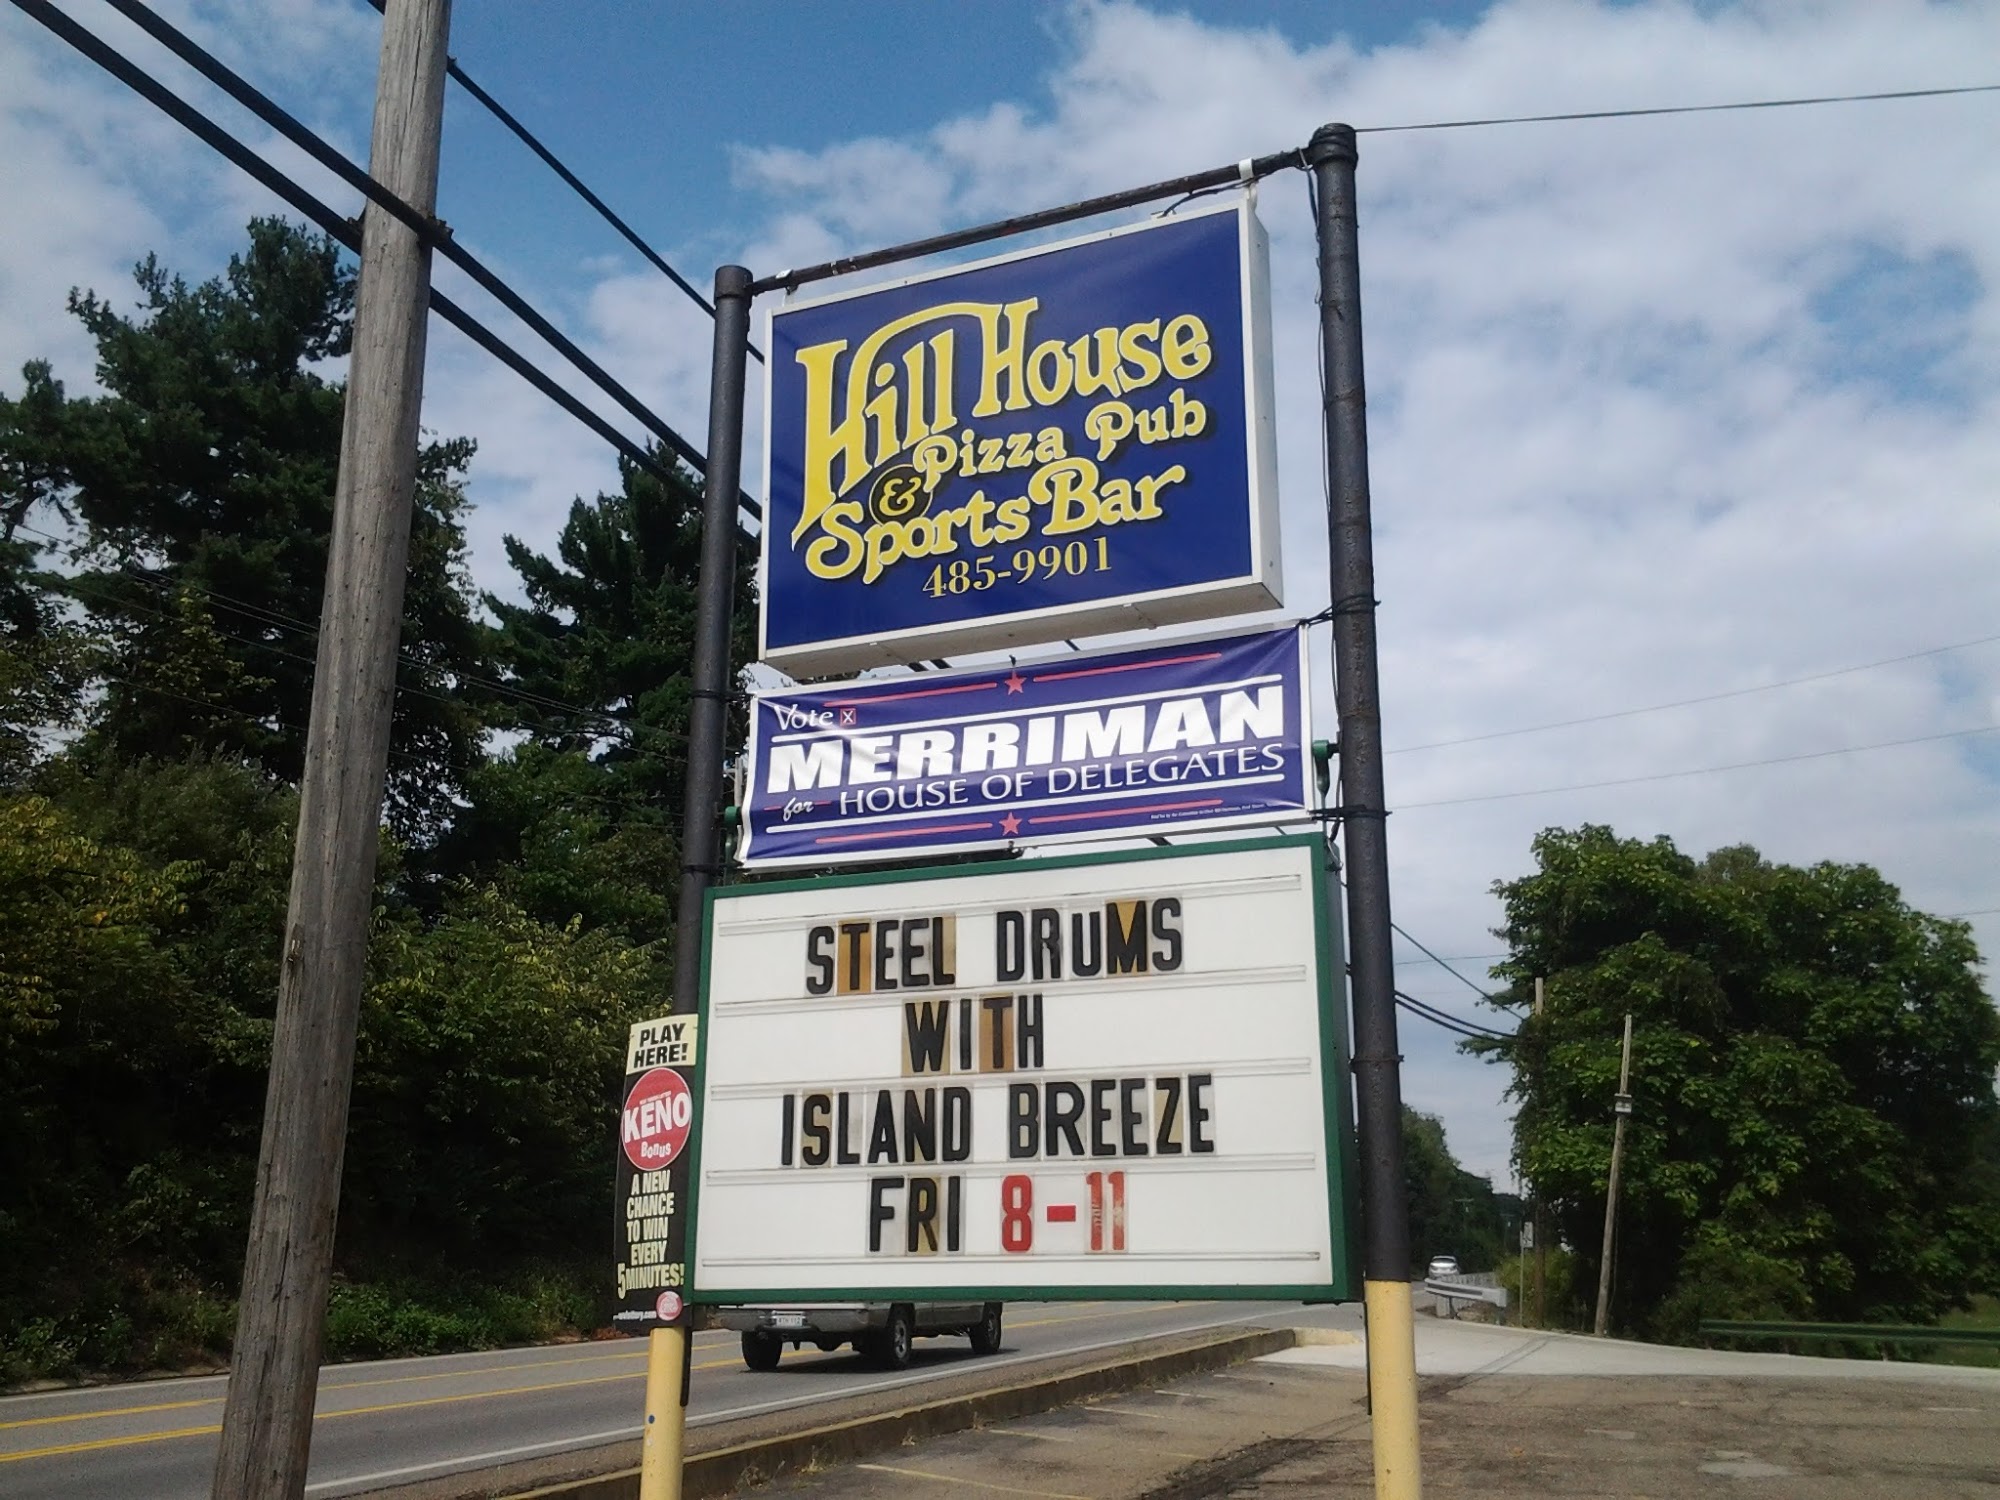 Hill House
Pizza Pub
& Sports Bar
485-9901
Vote X
MERRIMAN
for HOUSE OF DELEGATES
STEEL DRUMS
WITH
ISLAND BREEZE
FRI 8-11
PLAY
HERE!
KENO
Bonus
A NEW
CHANCE
TO WIN
EVERY
5 MINUTES!